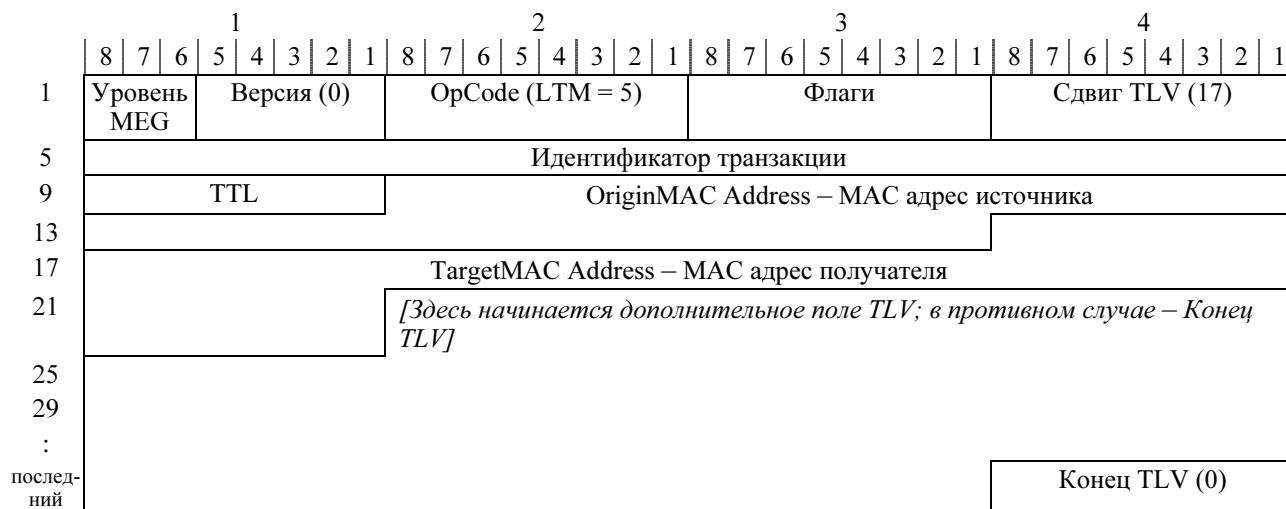 1 2 3 4
8 7 6 5 4 3 2 1 8 7 6 5 4 3 2 1 8 7 6 5 4 3 2 1 8 7 6 5 4 3 2 1
1 Уровень MEG Версия (0) OpCode (LTM = 5) Флаги Сдвиг TLV (17)
5 Идентификатор транзакции
9 TTL OriginMAC Address – MAC адрес источника
13
17 TargetMAC Address – MAC адрес получателя
21 [Здесь начинается дополнительное поле TLV; в противном случае – Конец
TLV]
25
29
:
послед-
ний
Конец TLV (0)